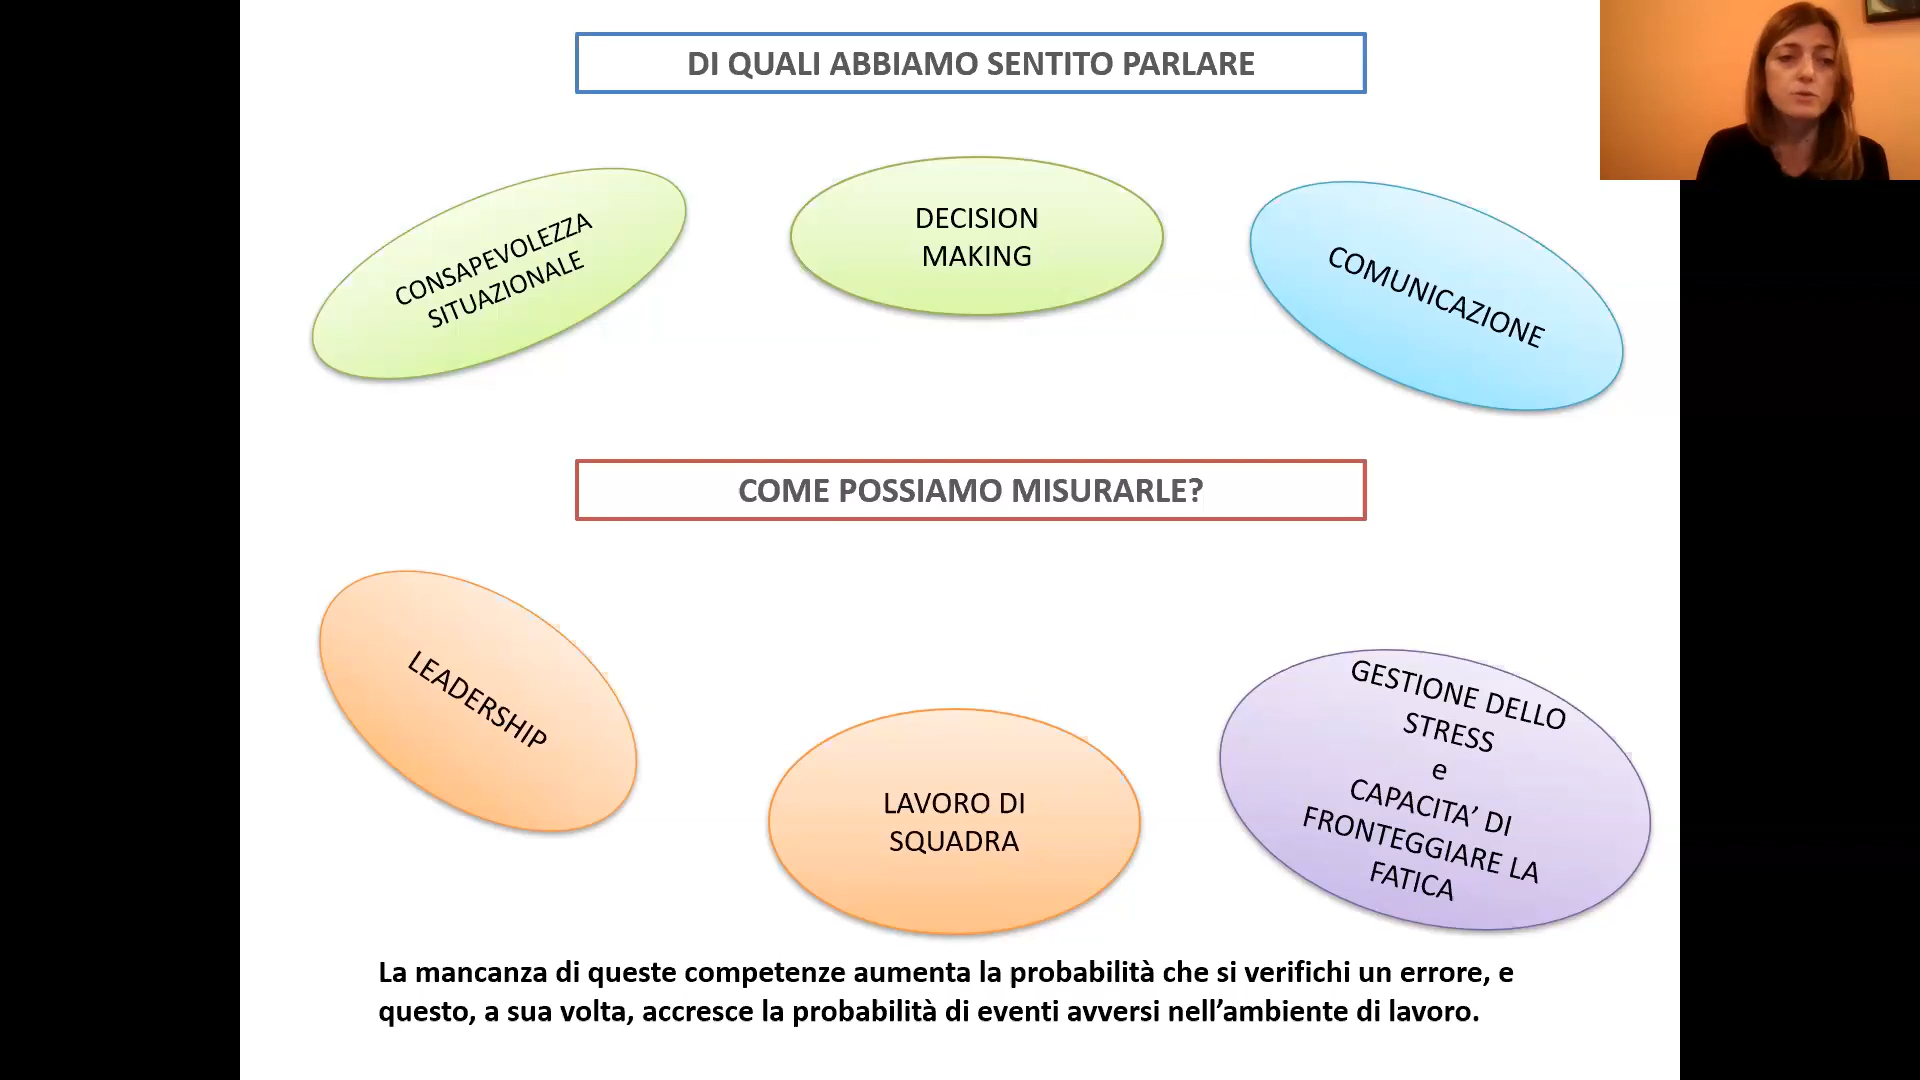 DI QUALI ABBIAMO SENTITO PARLARE
CONSAPEVOLEZZA
SITUAZIONALE
DECISION
MAKING
COMUNICAZIONE
COME POSSIAMO MISURARLE?
LEADERSHIP
LAVORO DI
SQUADRA
GESTIONE DELLO
STRESS
e
CAPACITA’ DI
FRONTEGGIARE LA
FATICA
La mancanza di queste competenze aumenta la probabilità che si verifichi un errore, e
questo, a sua volta, accresce la probabilità di eventi avversi nell’ambiente di lavoro.